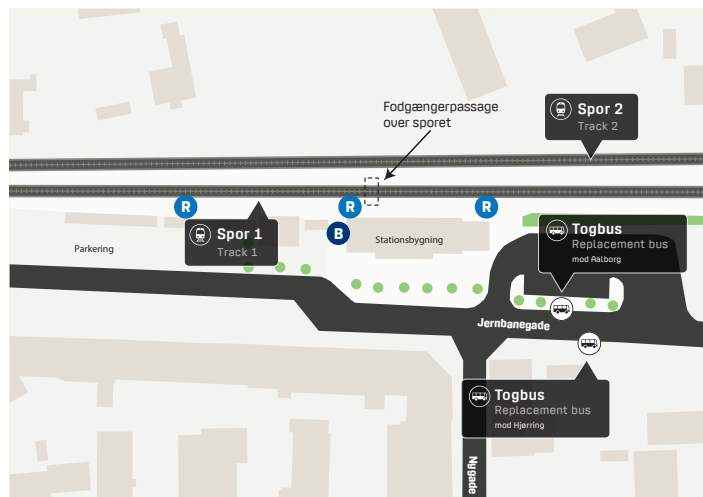 Fodgængerpassage
over sporet
Spor 2
Track 2
R
R
R
B
Spor 1
Track 1
Parkering
Stationsbygning
Togbus
Replacement bus
mod Aalborg
Jernbanegade
Togbus
Replacement bus
mod Hjørring
Nygade